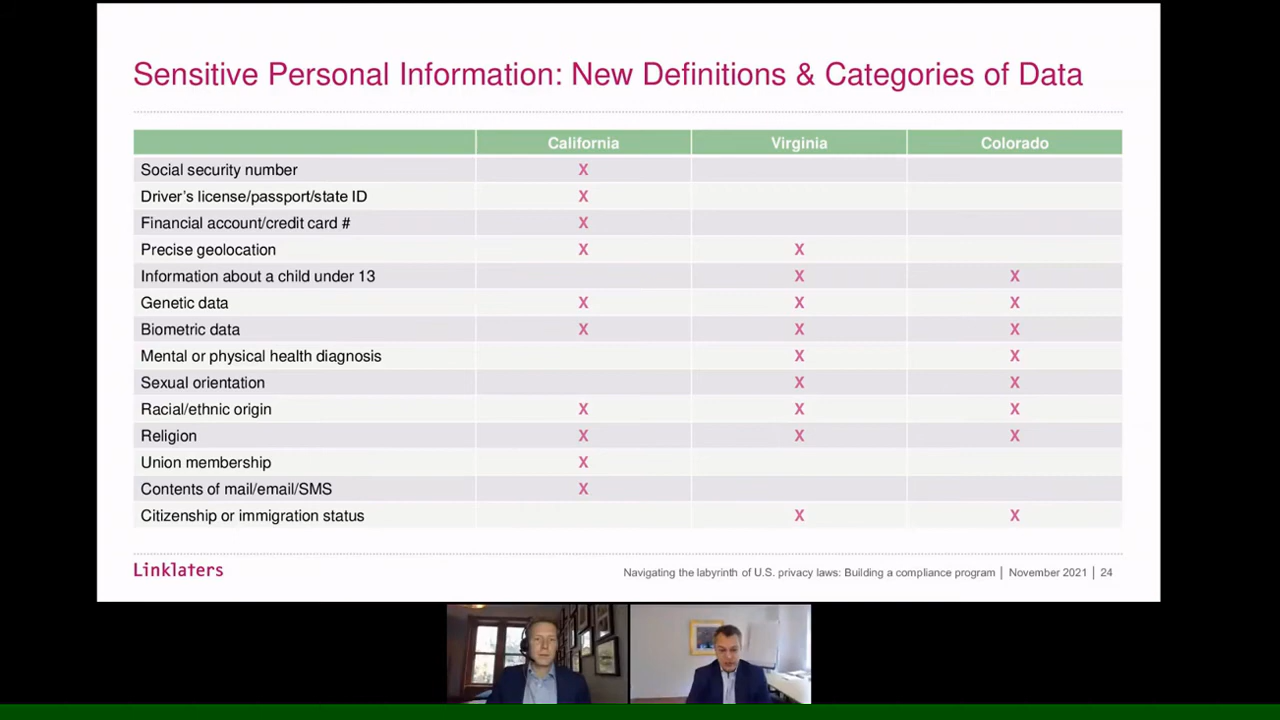 Sensitive Personal Information: New Definitions & Categories of Data
California Virginia Colorado
Social security number X
Driver’s license/passport/state ID X
Financial account/credit card # X
Precise geolocation X X
Information about a child under 13 X X
Genetic data X X X
Biometric data X X X
Mental or physical health diagnosis X X
Sexual orientation X X
Racial/ethnic origin X X X
Religion X X X
Union membership X
Contents of mail/email/SMS X
Citizenship or immigration status X X
Linklaters Navigating the labyrinth of U.S. privacy laws: Building a compliance program | November 2021 | 24